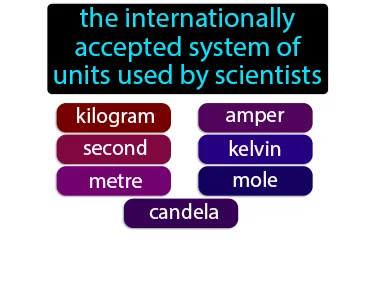 the internationally
accepted system of
units used by scientists
kilogram
amper
second
kelvin
metre
mole
candela